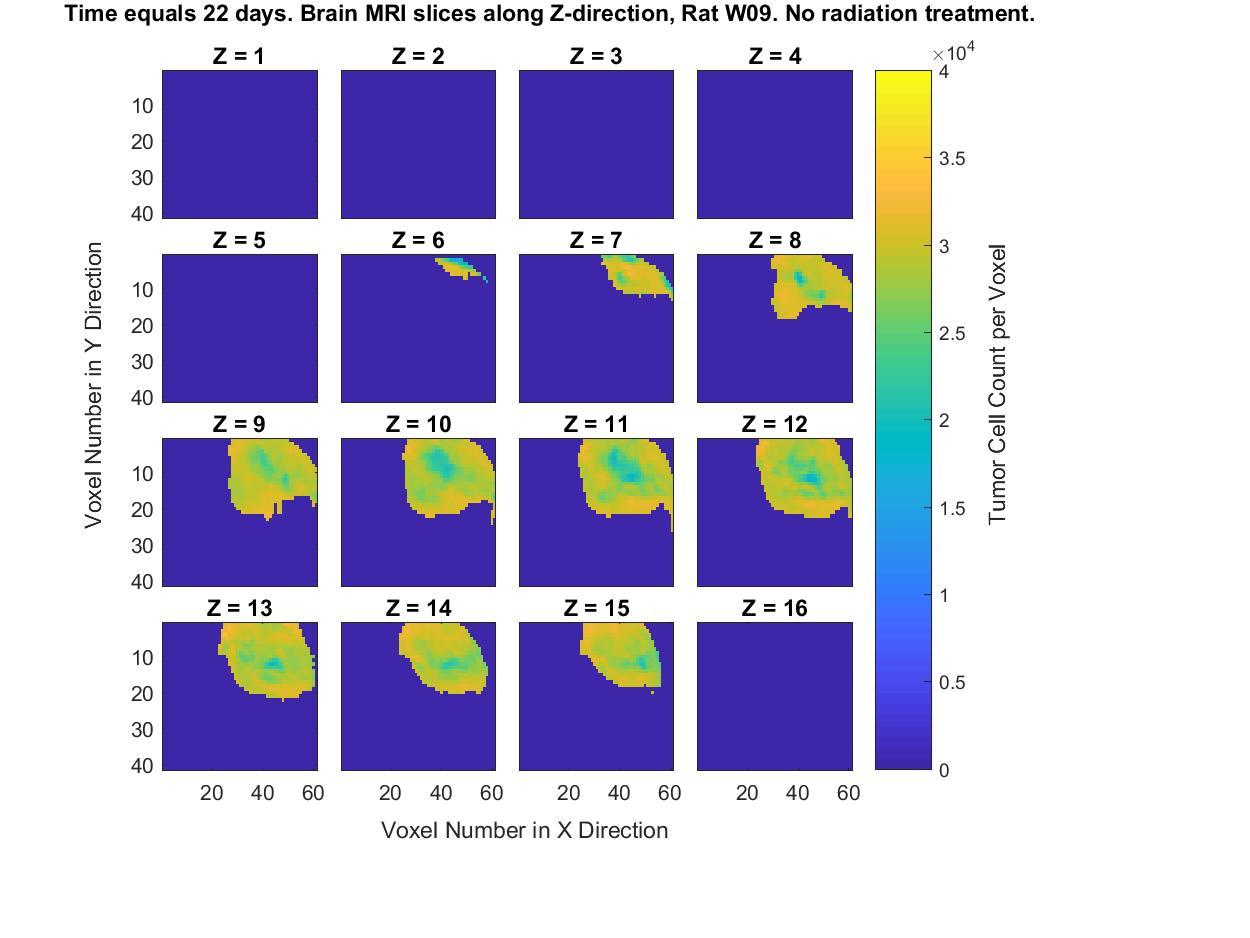 Time equals 22 days. Brain MRI slices along Z-direction, Rat W09. No radiation treatment.
Z = 1
Z = 2
Z = 3
Z = 4
10
20
30
40
Z = 5
Z = 6
Z = 7
Z = 8
10
20
30
40
Z = 9
Z = 10
Z = 11
Z = 12
10
20
30
40
Z = 13
Z = 14
Z = 15
Z = 16
10
20
30
40
20 40 60
20 40 60
20 40 60
20 40 60
Voxel Number in X Direction
Voxel Number in Y Direction
×10⁴
4
3.5
3
2.5
2
1.5
1
0.5
0
Tumor Cell Count per Voxel